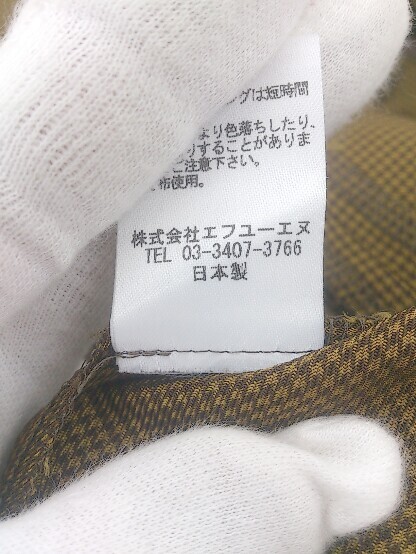 グは短時間
より色落ちしたり、
りすることがありま
ご注意下さい。
布使用。
株式会社エフユーエヌ
TEL 03-3407-3766
日本製